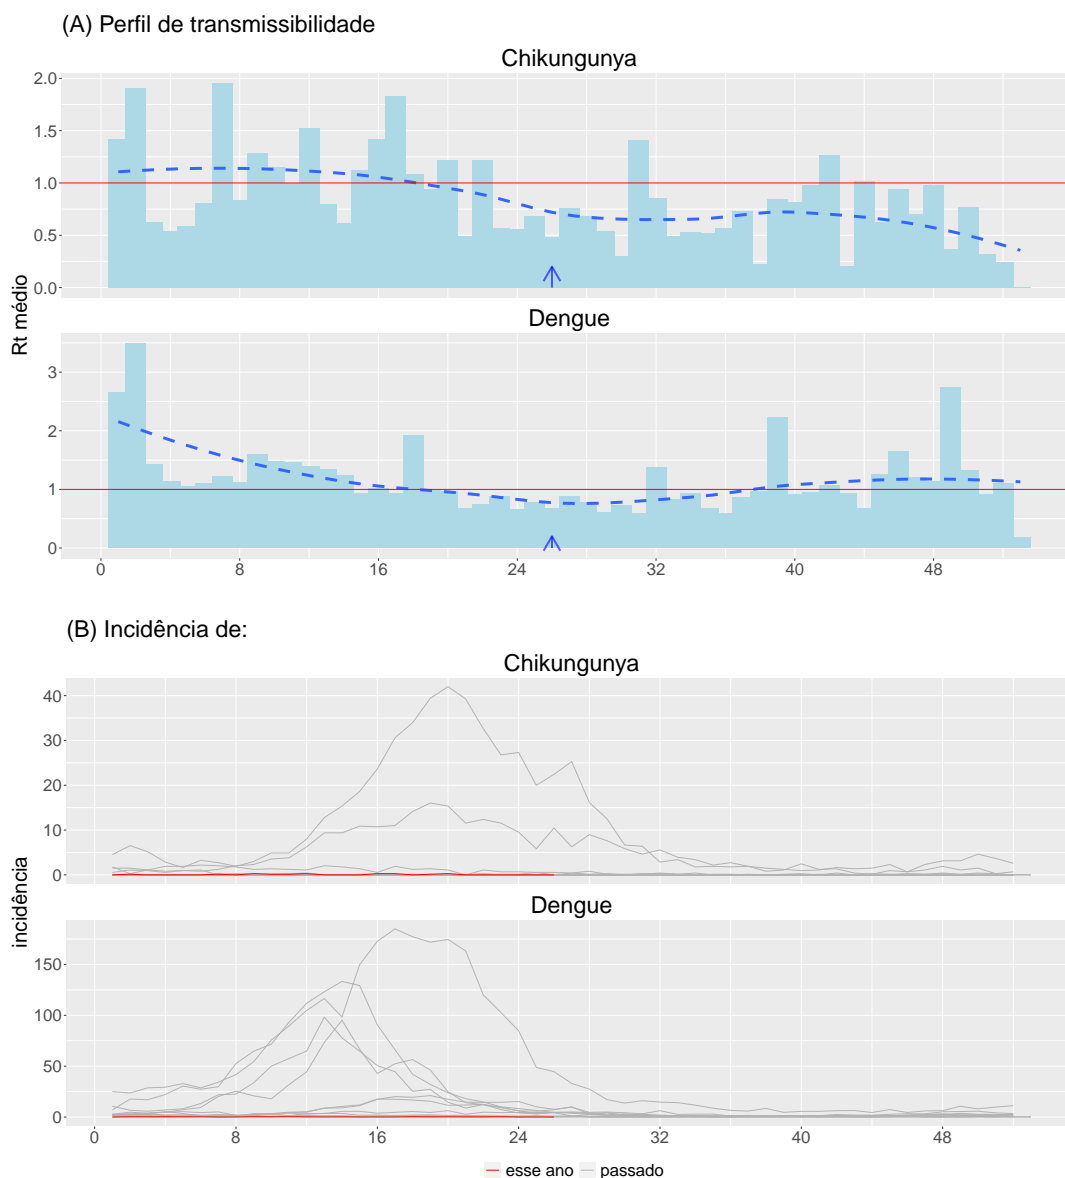 (A) Perfil de transmissibilidade
Chikungunya
2.0
1.5
1.0
0.5
0.0
Rt médio
Dengue
3
2
1
0
0 8 16 24 32 40 48
(B) Incidência de:
Chikungunya
40
30
20
10
0
incidência
Dengue
150
100
50
0
0 8 16 24 32 40 48
esse ano passado